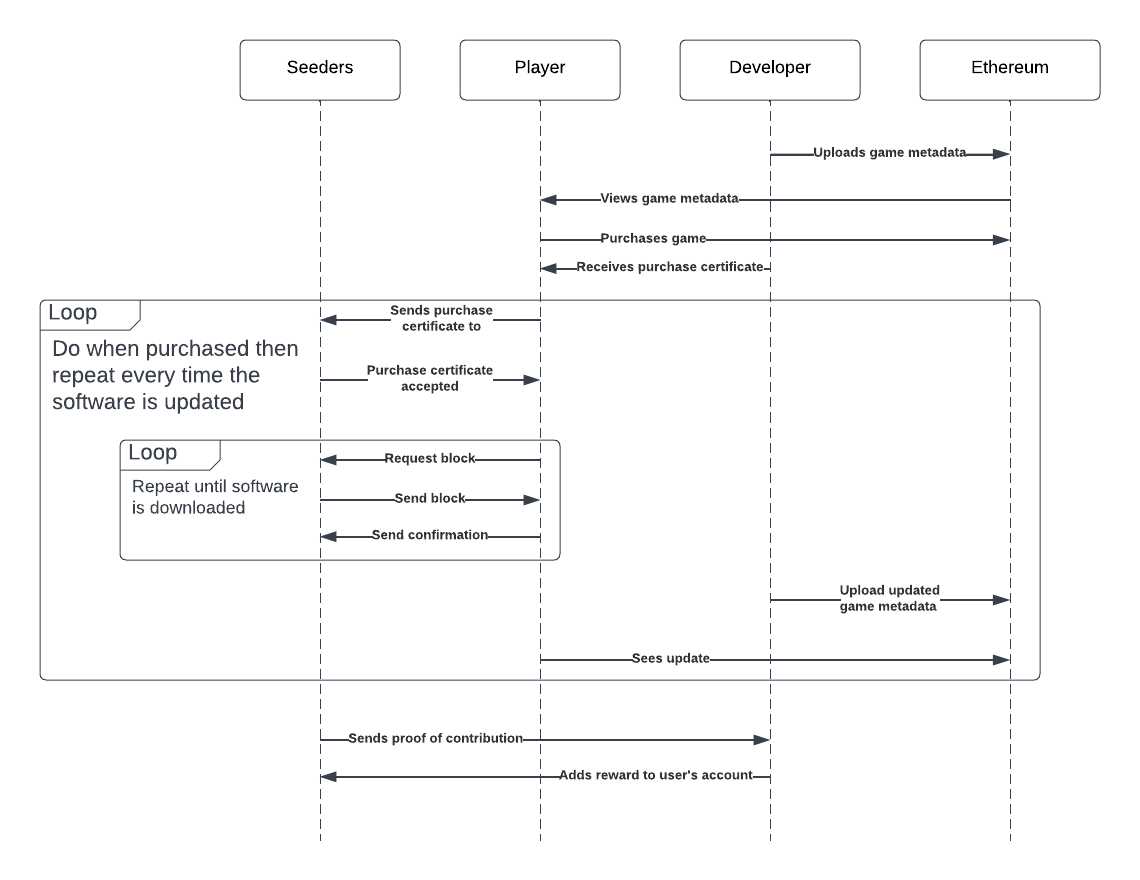 Seeders
Player
Developer
Ethereum
Uploads game metadata
Views game metadata
Purchases game
Receives purchase certificate
Loop
Do when purchased then
repeat every time the
software is updated
Sends purchase
certificate to
Purchase certificate
accepted
Loop
Repeat until software
is downloaded
Request block
Send block
Send confirmation
Upload updated
game metadata
Sees update
Sends proof of contribution
Adds reward to user's account